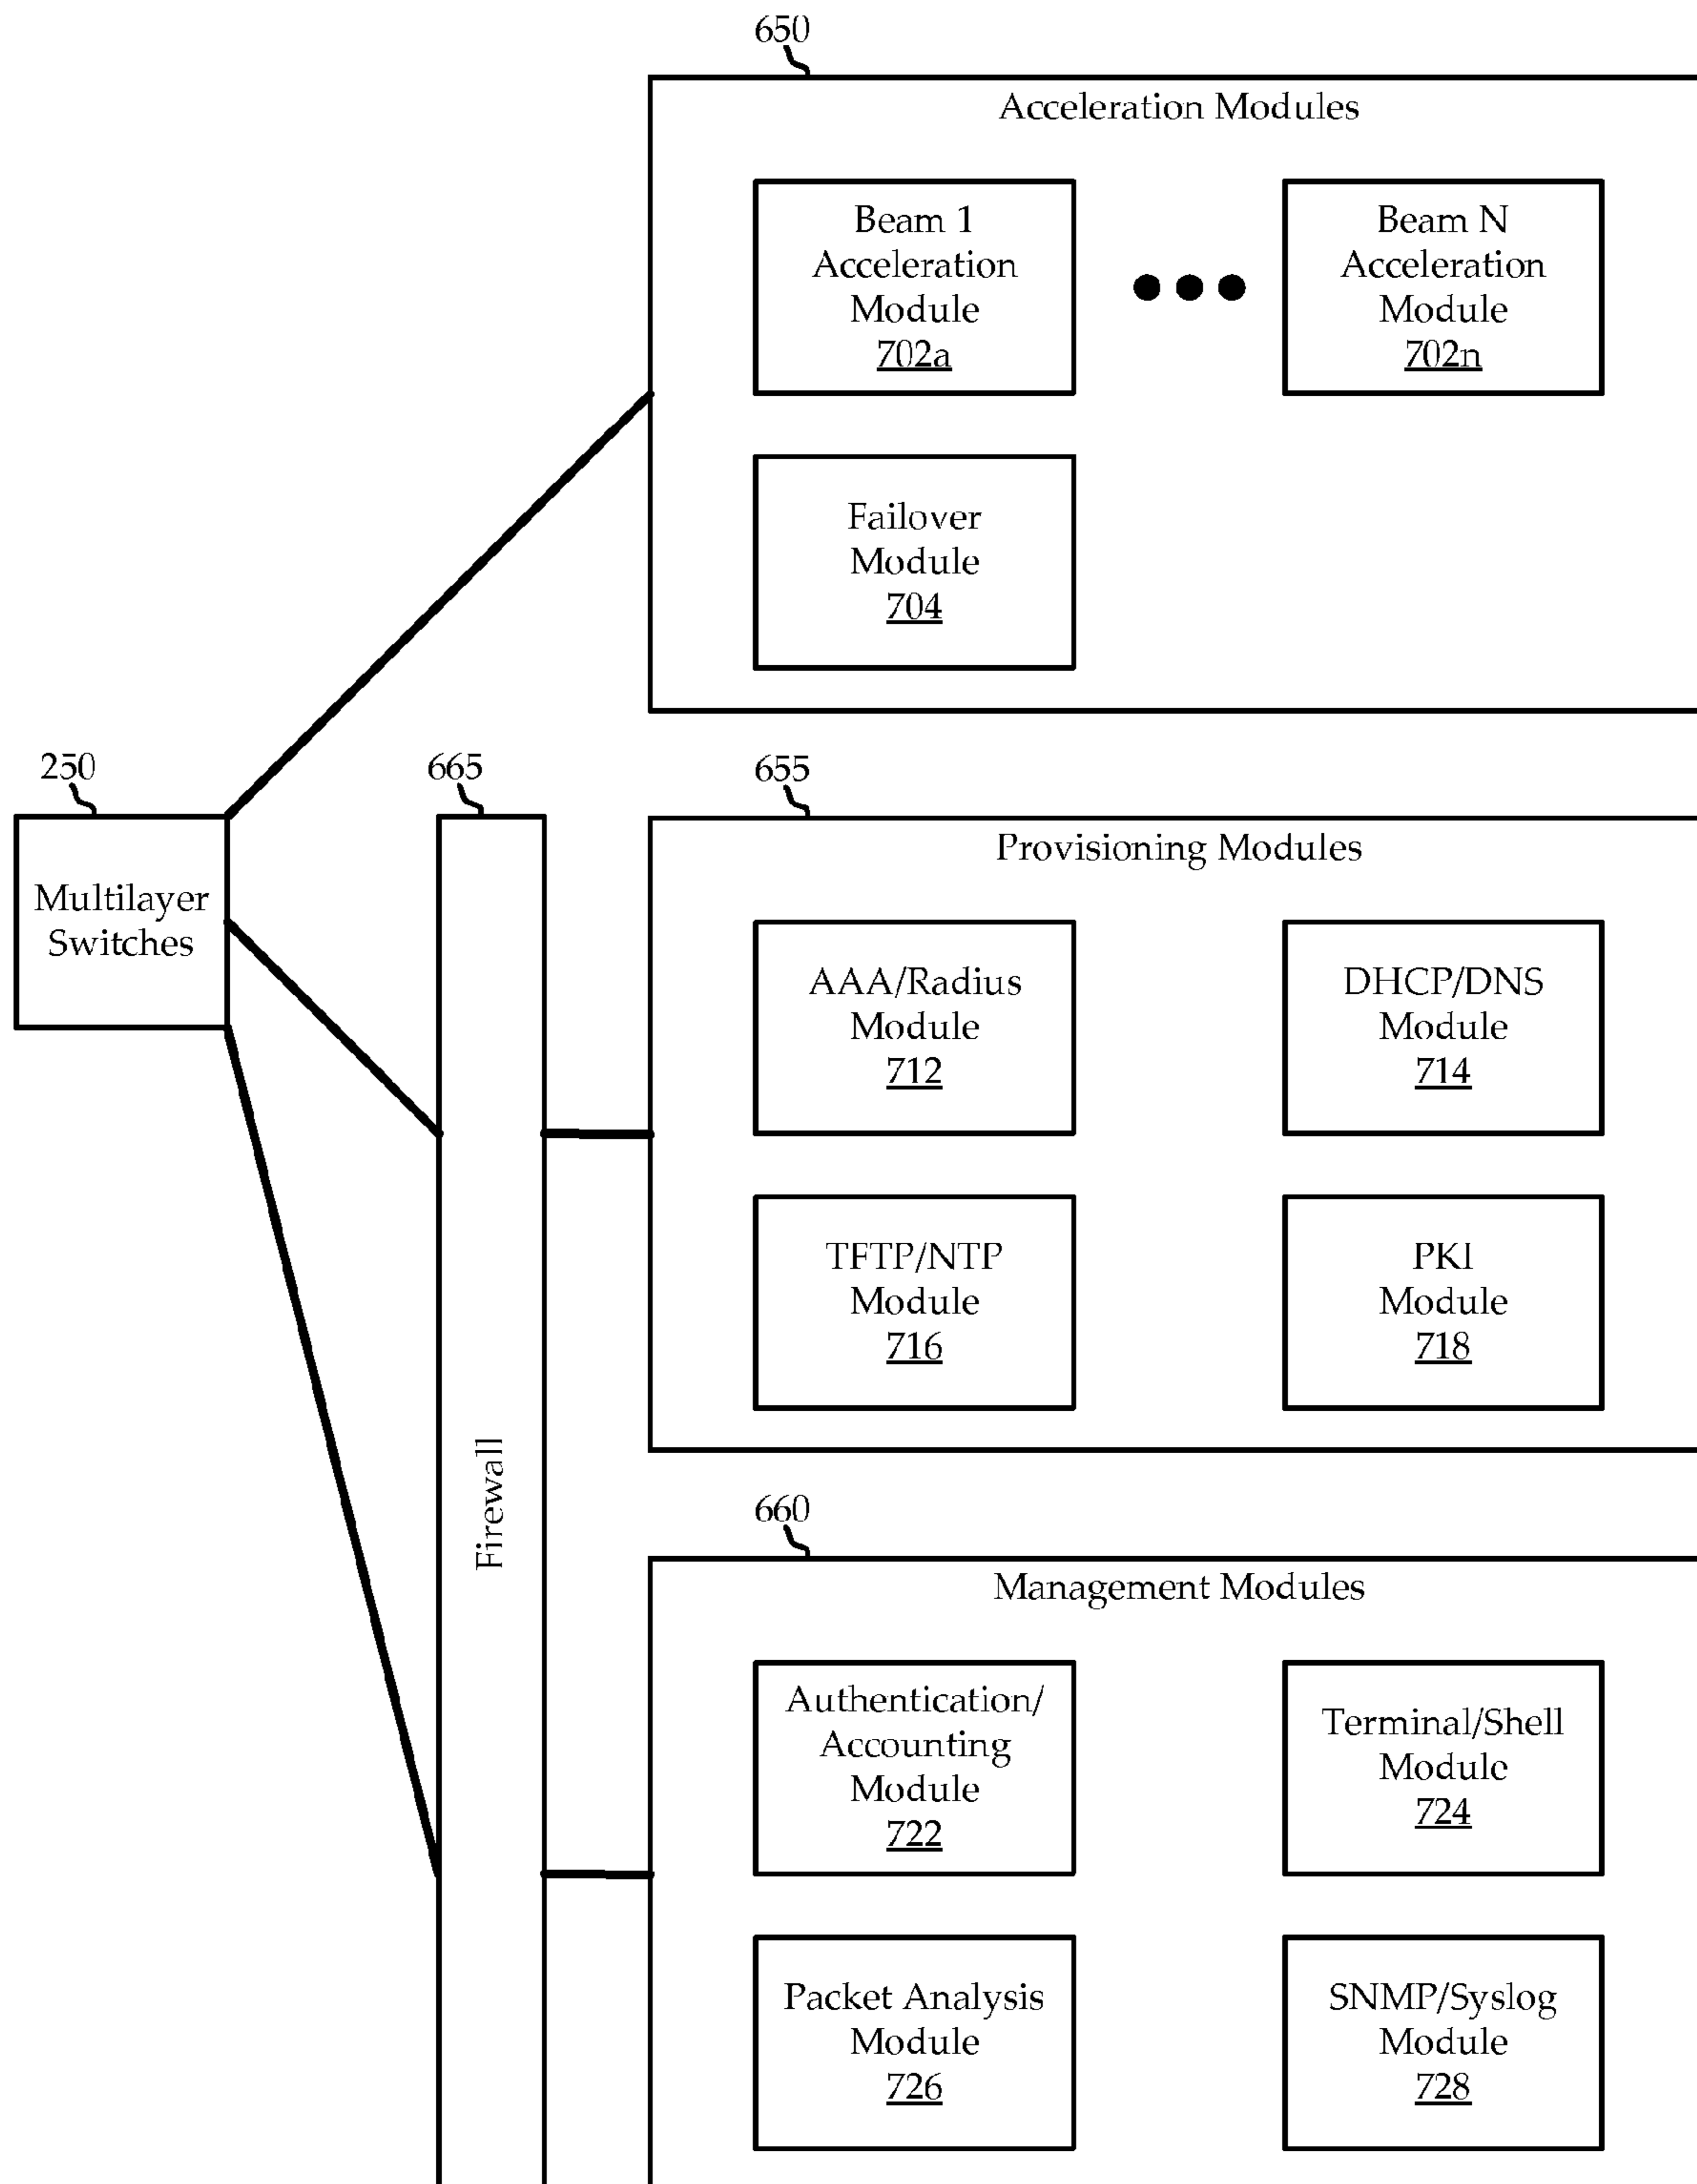 650
Acceleration Modules
Beam 1
Acceleration
Module
702a
Beam N
Acceleration
Module
702n
Failover
Module
704
250
Multilayer
Switches
665
Firewall
655
Provisioning Modules
AAA/Radius
Module
712
DHCP/DNS
Module
714
TFTP/NTP
Module
716
PKI
Module
718
660
Management Modules
Authentication/
Accounting
Module
722
Terminal/Shell
Module
724
Packet Analysis
Module
726
SNMP/Syslog
Module
728